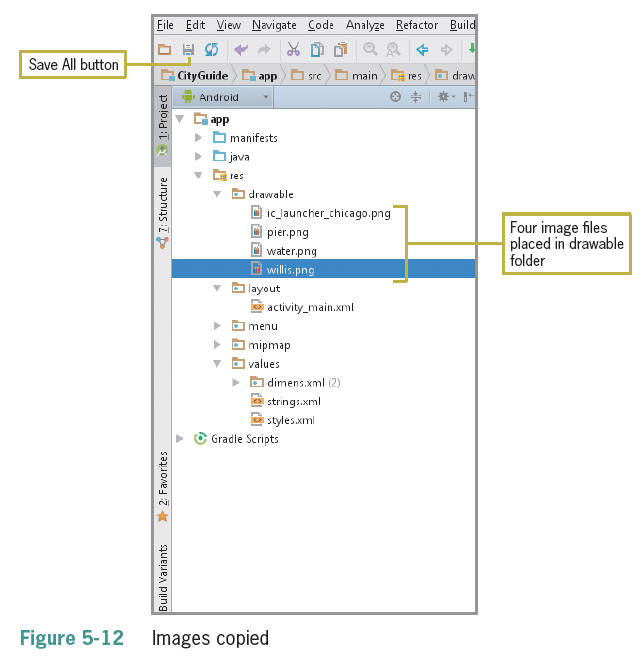 File Edit View Navigate Code Analyze Refactor Build
Save All button
CityGuide app src main res draw
Android
1: Project
app
manifests
java
res
7: Structure
drawable
ic_launcher_chicago.png
pier.png
water.png
willis.png
Four image files
placed in drawable
folder
layout
activity_main.xml
menu
mipmap
values
dimens.xml (2)
strings.xml
styles.xml
Gradle Scripts
2: Favorites
Build Variants
Figure 5-12 Images copied